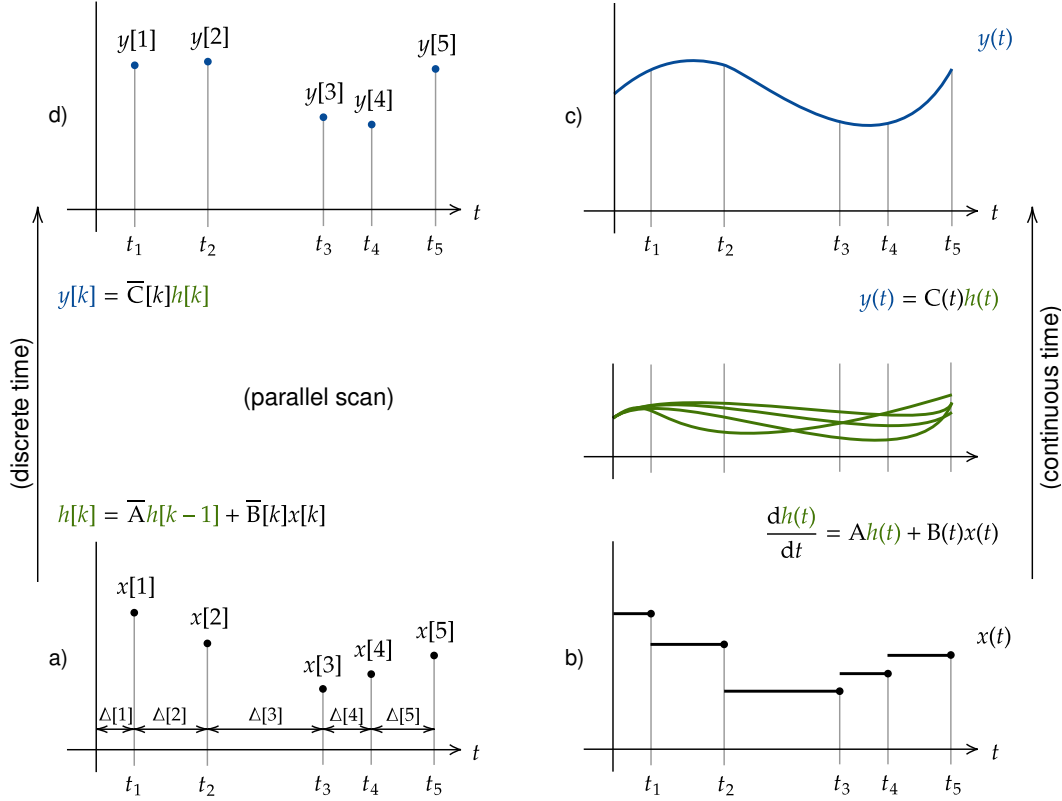 y[1]
y[2]
y[3]
y[4]
y[5]
d)
t
t₁ t₂ t₃ t₄ t₅
y[k] = C̅[k]h[k]
(discrete time)
(parallel scan)
h[k] = A̅h[k − 1] + B̅[k]x[k]
x[1]
x[2]
x[3]
x[4]
x[5]
a)
Δ[1] Δ[2] Δ[3] Δ[4] Δ[5]
t
t₁ t₂ t₃ t₄ t₅
y(t)
c)
t
t₁ t₂ t₃ t₄ t₅
y(t) = C(t)h(t)
(continuous time)
dh(t)/dt = Ah(t) + B(t)x(t)
x(t)
b)
t
t₁ t₂ t₃ t₄ t₅